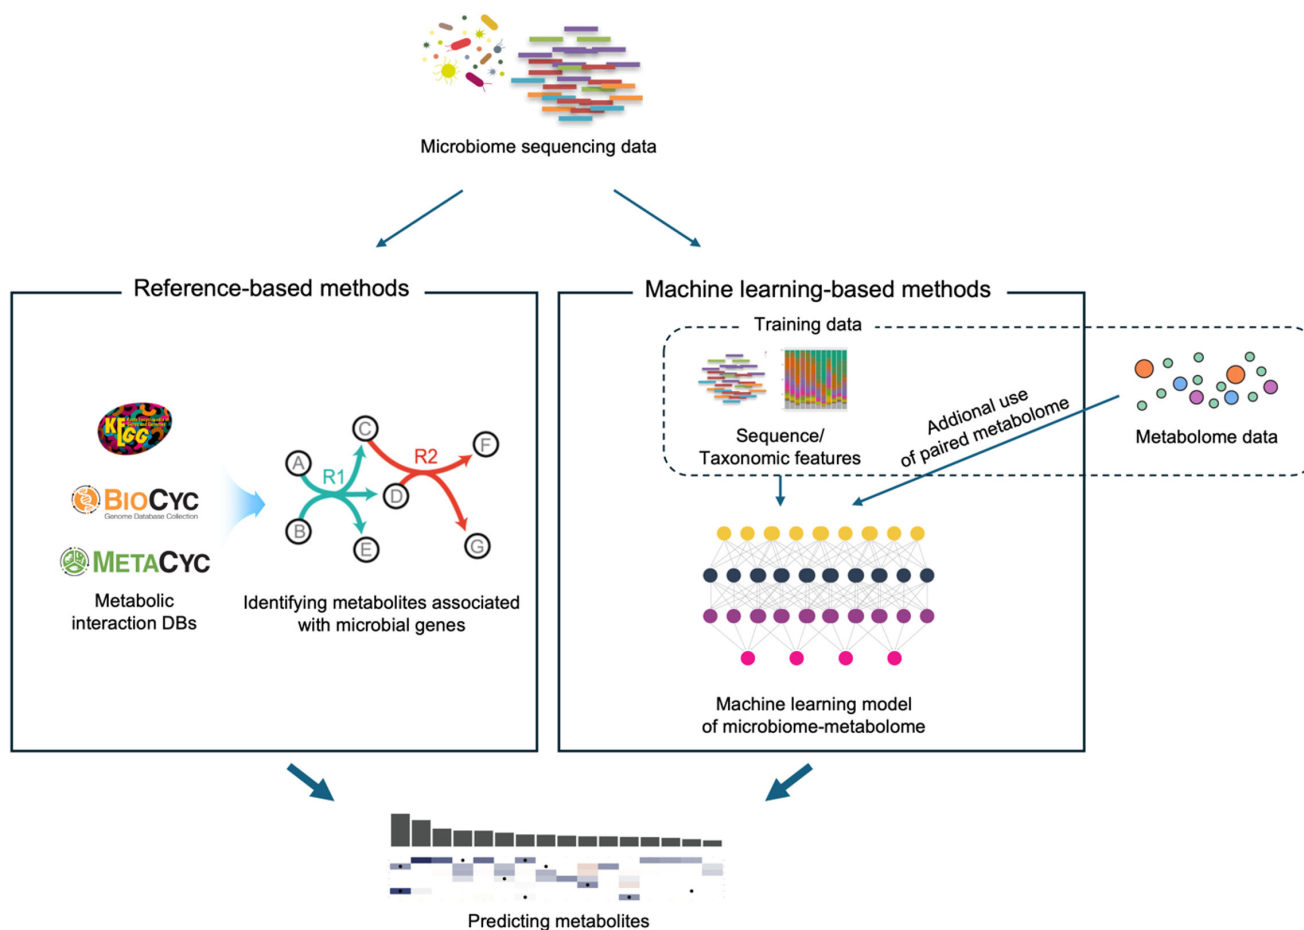 Microbiome sequencing data
Reference-based methods
Machine learning-based methods
Training data
KEGG
BIOCYC
Genome Database Collection
METACYC
Metabolic
interaction DBs
A
B
C
D
E
F
G
R1
R2
Identifying metabolites associated
with microbial genes
Sequence/
Taxonomic features
Addional use
of paired metabolome
Metabolome data
Machine learning model
of microbiome-metabolome
Predicting metabolites